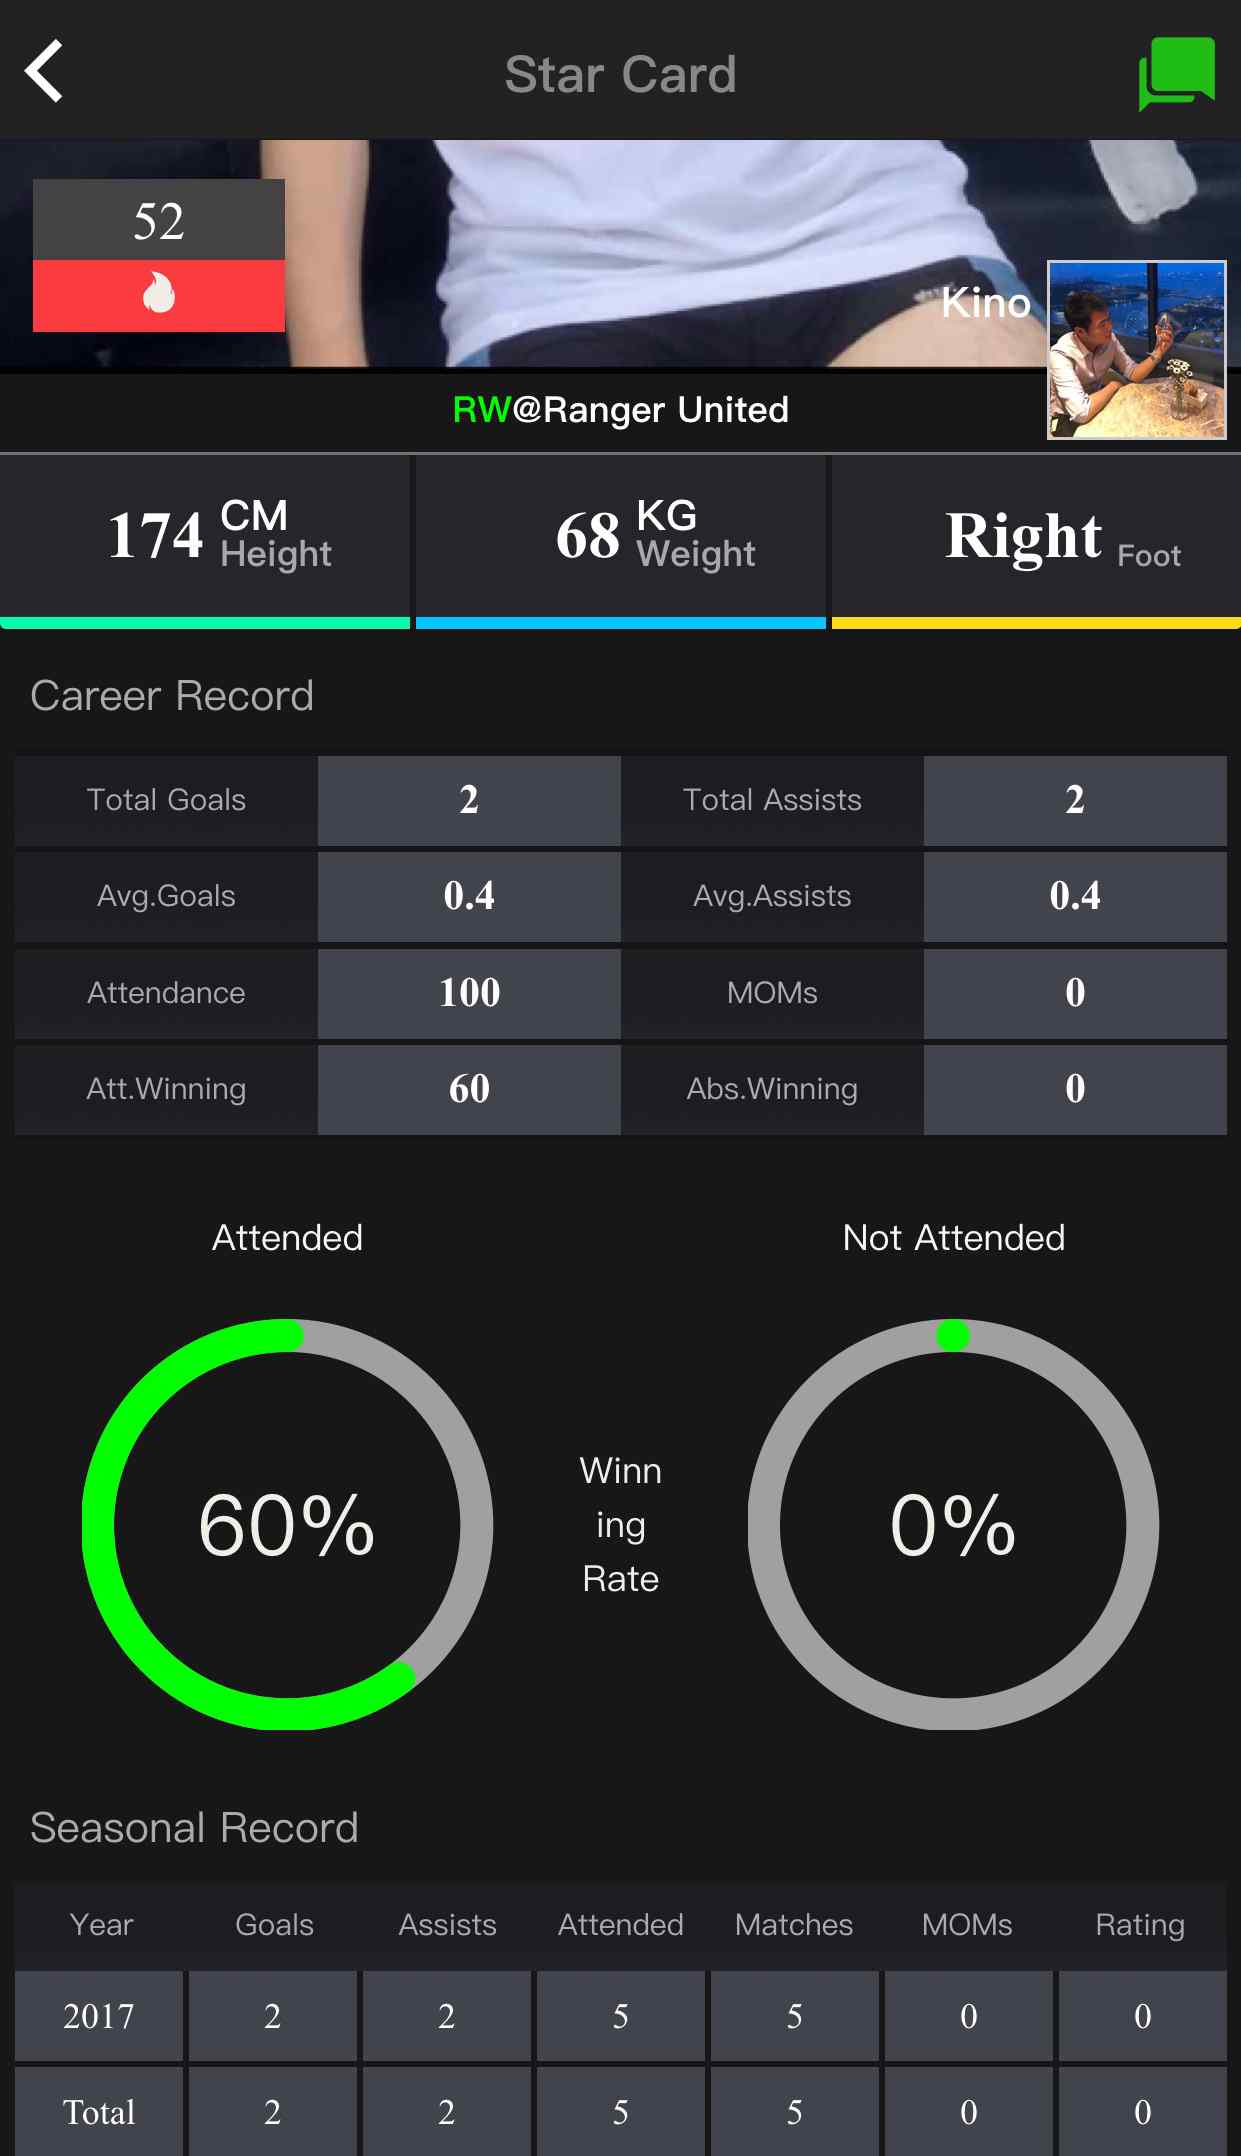 Star Card
52
Kino
RW@Ranger United
174 CM Height
68 KG Weight
Right Foot
Career Record
Total Goals 2 Total Assists 2
Avg.Goals 0.4 Avg.Assists 0.4
Attendance 100 MOMs 0
Att.Winning 60 Abs.Winning 0
Attended Not Attended
60%
Winn
ing
Rate
0%
Seasonal Record
Year Goals Assists Attended Matches MOMs Rating
2017 2 2 5 5 0 0
Total 2 2 5 5 0 0